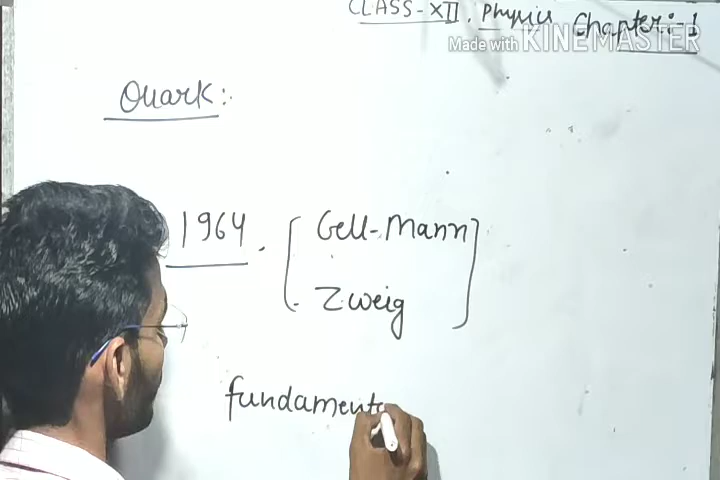 CLASS-XII, Physics Chapter:-1
Made with KINEMASTER
Quark:
1964. [Gell-Mann
Zweig]
fundament